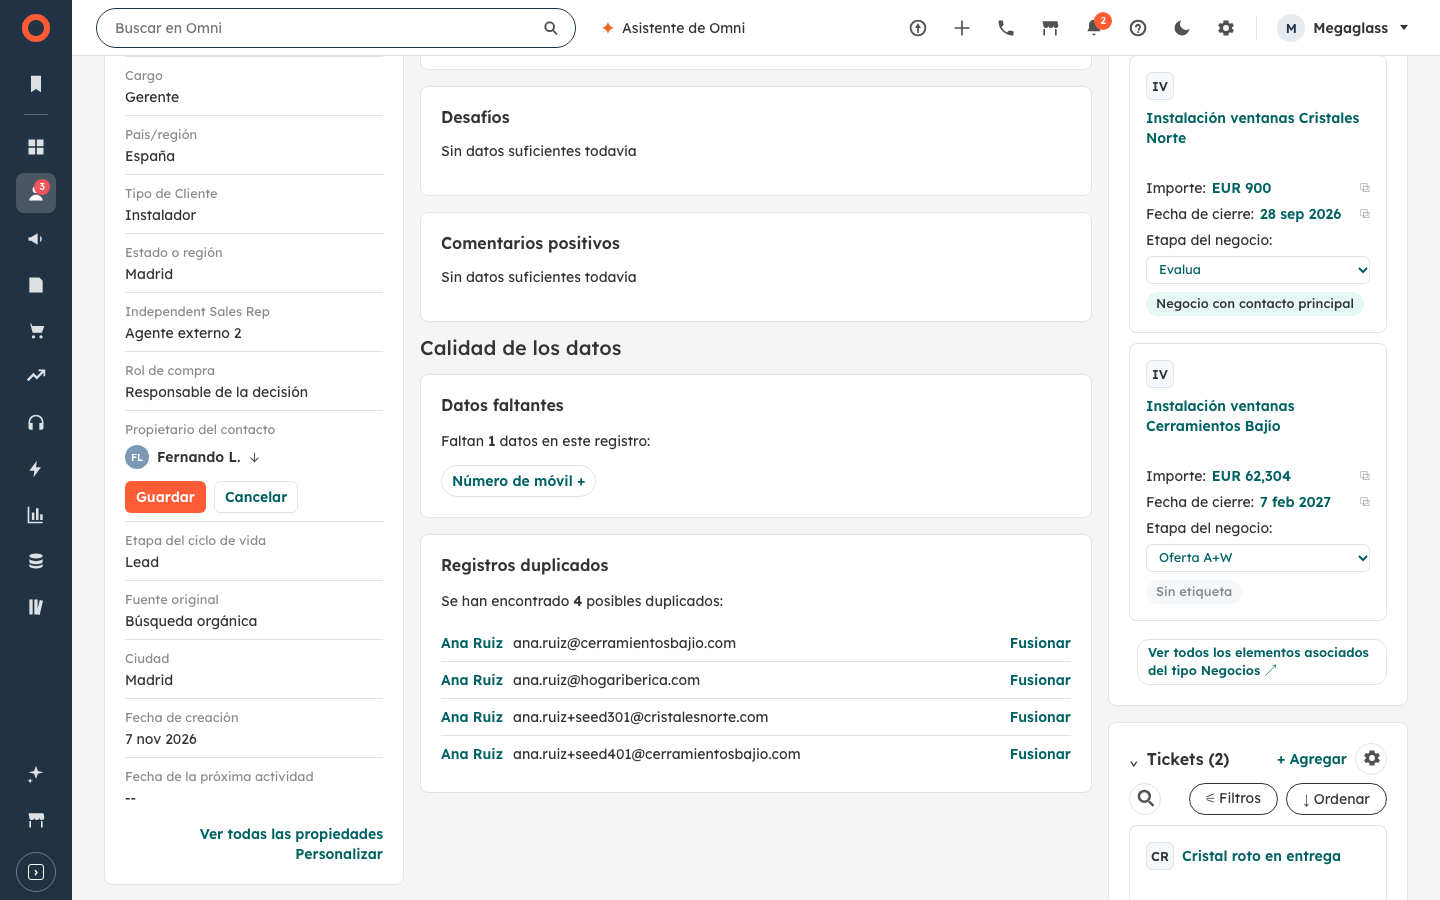 Buscar en Omni
Asistente de Omni
2
M
Megaglass
3
Cargo
Gerente
País/región
España
Tipo de Cliente
Instalador
Estado o región
Madrid
Independent Sales Rep
Agente externo 2
Rol de compra
Responsable de la decisión
Propietario del contacto
FL
Fernando L. ↓
Guardar
Cancelar
Etapa del ciclo de vida
Lead
Fuente original
Búsqueda orgánica
Ciudad
Madrid
Fecha de creación
7 nov 2026
Fecha de la próxima actividad
--
Ver todas las propiedades
Personalizar
Desafíos
Sin datos suficientes todavía
Comentarios positivos
Sin datos suficientes todavía
Calidad de los datos
Datos faltantes
Faltan 1 datos en este registro:
Número de móvil +
Registros duplicados
Se han encontrado 4 posibles duplicados:
Ana Ruiz ana.ruiz@cerramientosbajio.com Fusionar
Ana Ruiz ana.ruiz@hogariberica.com Fusionar
Ana Ruiz ana.ruiz+seed301@cristalesnorte.com Fusionar
Ana Ruiz ana.ruiz+seed401@cerramientosbajio.com Fusionar
IV
Instalación ventanas Cristales
Norte
Importe: EUR 900
Fecha de cierre: 28 sep 2026
Etapa del negocio:
Evalua
Negocio con contacto principal
IV
Instalación ventanas
Cerramientos Bajío
Importe: EUR 62,304
Fecha de cierre: 7 feb 2027
Etapa del negocio:
Oferta A+W
Sin etiqueta
Ver todos los elementos asociados
del tipo Negocios ↗
Tickets (2)
+ Agregar
Filtros
↓ Ordenar
CR
Cristal roto en entrega